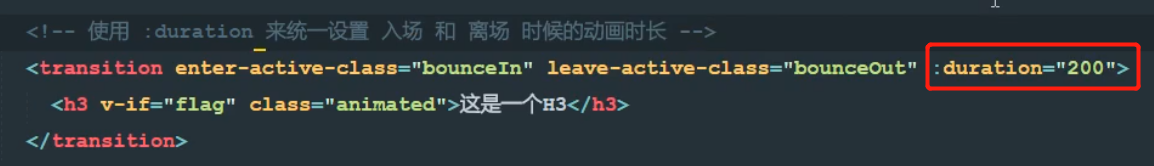 <!-- 使用 :duration 来统一设置 入场 和 离场 时候的动画时长 -->
<transition enter-active-class="bounceIn" leave-active-class="bounceOut" :duration="200">
<h3 v-if="flag" class="animated">这是一个H3</h3>
</transition>